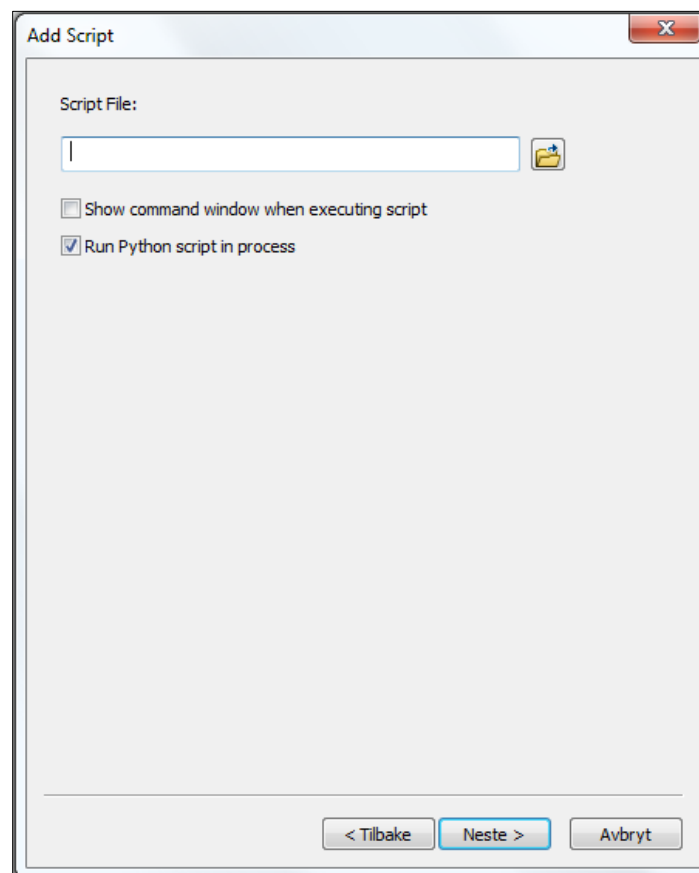 Add Script
Script File:
Show command window when executing script
Run Python script in process
< Tilbake Neste > Avbryt